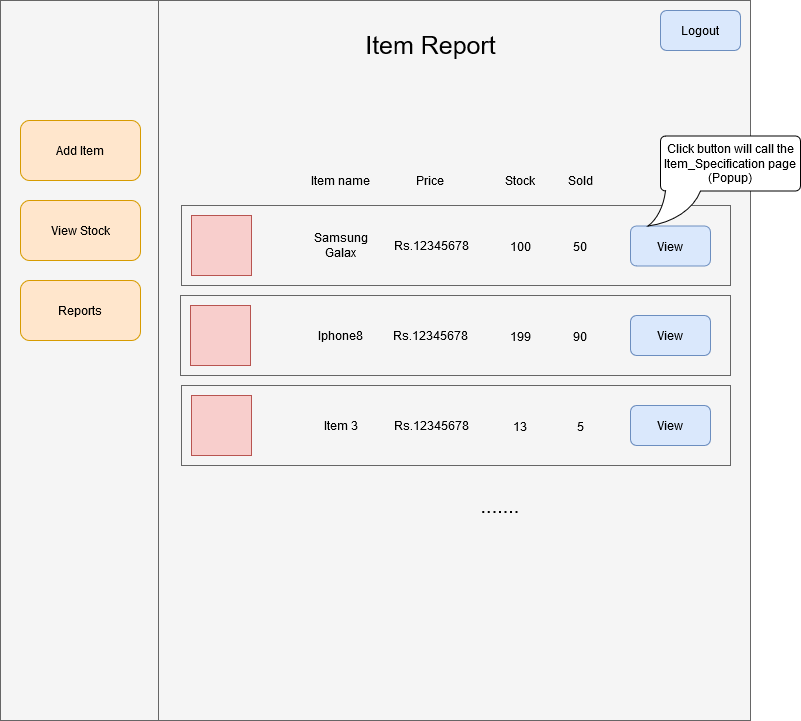 Item Report
Logout
Add Item
View Stock
Reports
Click button will call the
Item_Specification page
(Popup)
Item name Price Stock Sold
Samsung
Galax
Rs.12345678 100 50 View
Iphone8 Rs.12345678 199 90 View
Item 3 Rs.12345678 13 5 View
.......